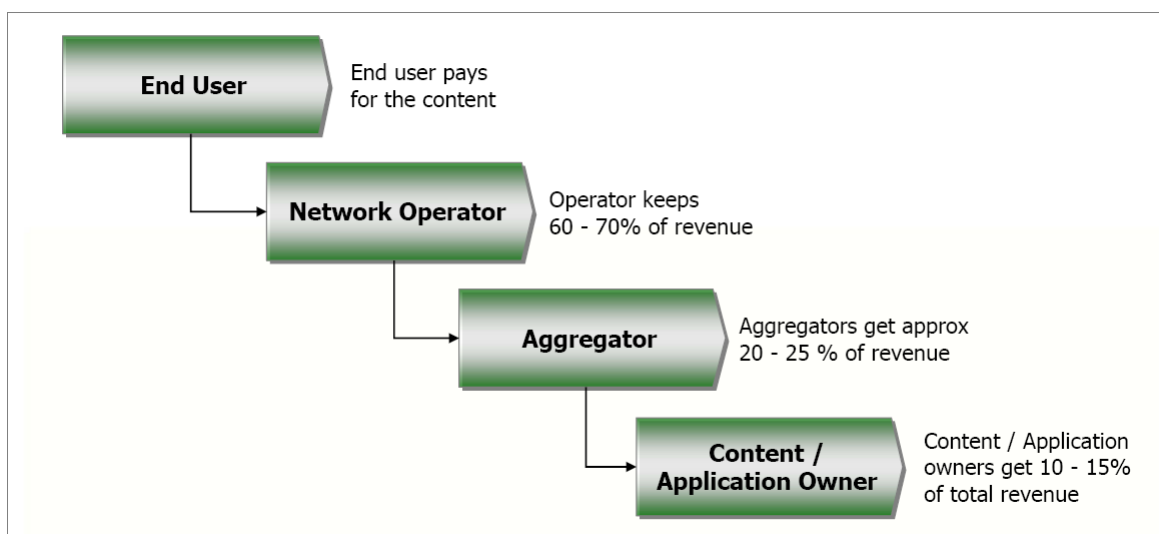 End User
End user pays
for the content
Network Operator
Operator keeps
60 - 70% of revenue
Aggregator
Aggregators get approx
20 - 25 % of revenue
Content /
Application Owner
Content / Application
owners get 10 - 15%
of total revenue